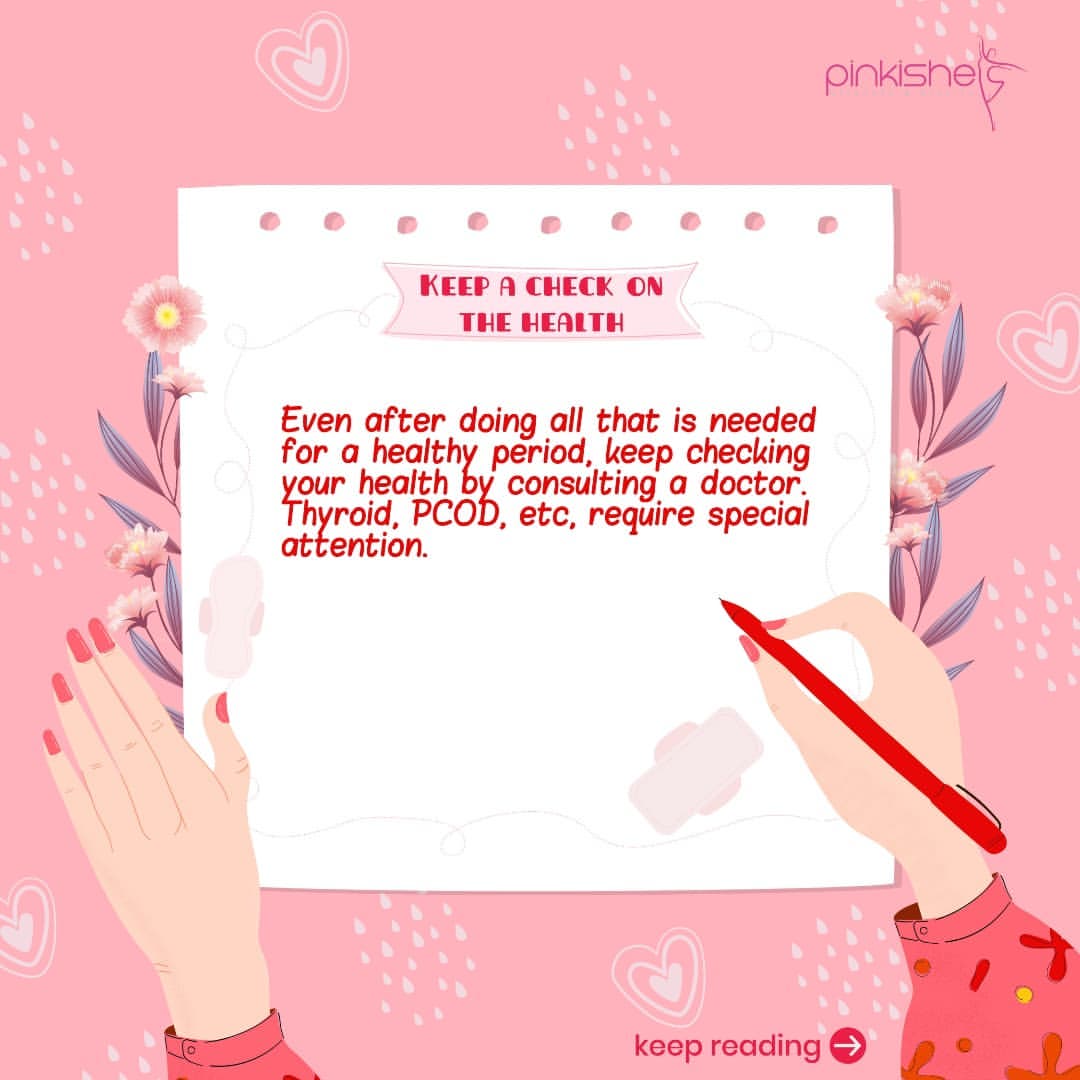 pinkishe
KEEP A CHECK ON
THE HEALTH
Even after doing all that is needed
for a healthy period, keep checking
your health by consulting a doctor.
Thyroid, PCOD, etc, require special
attention.
keep reading